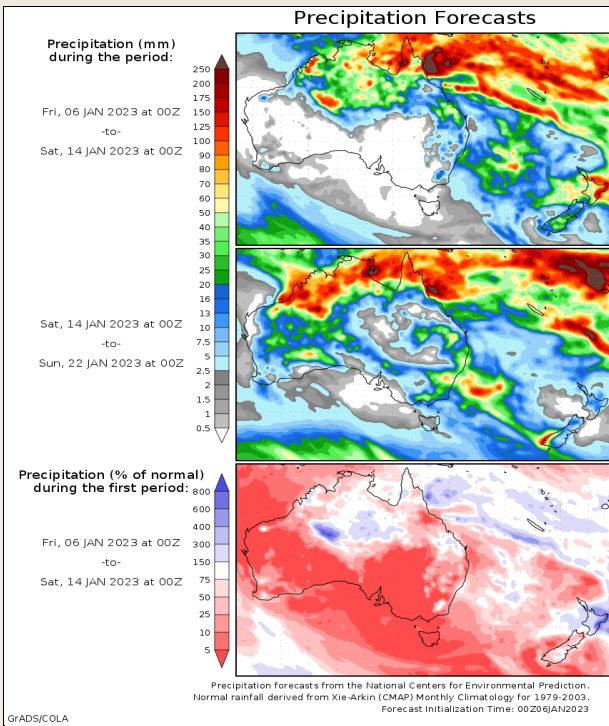 Precipitation Forecasts
Precipitation (mm)
during the period:
Fri, 06 JAN 2023 at 00Z
-to-
Sat, 14 JAN 2023 at 00Z
250
200
175
150
125
100
90
80
70
60
50
40
35
30
25
20
16
13
10
7.5
5
2.5
2
1.5
1
0.5
Sat, 14 JAN 2023 at 00Z
-to-
Sun, 22 JAN 2023 at 00Z
Precipitation (% of normal)
during the first period:
Fri, 06 JAN 2023 at 00Z
-to-
Sat, 14 JAN 2023 at 00Z
800
600
400
300
150
75
50
25
10
5
Precipitation forecasts from the National Centers for Environmental Prediction.
Normal rainfall derived from Xie-Arkin (CMAP) Monthly Climatology for 1979-2003.
Forecast Initialization Time: 00Z06JAN2023
GrADS/COLA